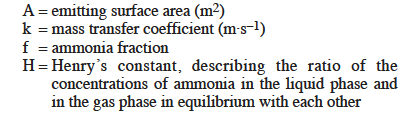 A = emitting surface area (m²)
k = mass transfer coefficient (m·s⁻¹)
f = ammonia fraction
H = Henry's constant, describing the ratio of the
concentrations of ammonia in the liquid phase and
in the gas phase in equilibrium with each other